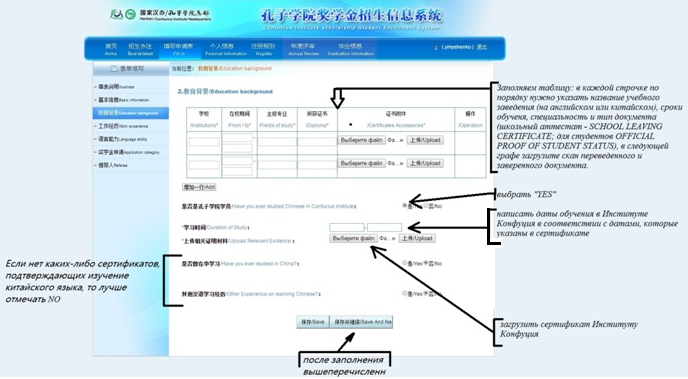 国家汉办/孔子学院总部
Hanban/Confucius Institute Headquarters
孔子学院奖学金招生信息系统
Confucius Institute Scholarship Student Enrollment System
首页 招生办法 填写申请表 个人信息 注册规则 年度评审 毕业信息
Home Recruitment Fill in Personal Information Register Annual Review Graduation Information
Lymyshenko | 退出
表单填写
当前位置: 教育背景/Education background
填表说明/Illustrate
基本信息/Basic information
教育背景/Education background
工作经历/Work experience
语言能力/Language ability
奖学金申请/Application category
推荐人/Referee
2.教育背景/Education background
学校 在校期间 主修专业 所获证书 证书附件 操作
/Institutions* /From / to* /Fields of study* /Diploma* /Certificates Accessories* /Operation
Выберите файл Фа...н 上传/Upload
Выберите файл Фа...н 上传/Upload
增加一行/Add
是否是孔子学院学员/Have you ever studied Chinese in Confucius Institute: 是/Yes 否/No
*学习时间/Duration of Study: -
*上传相关证明材料/Upload Relevant Evidence:
Выберите файл Фа...н 上传/Upload
是否曾在华学习/Have you ever studied in China?: 是/Yes 否/No
其他汉语学习经历/Other Experience on learning Chinese?: 是/Yes 否/No
保存/Save 保存并继续/Save And Ne
Заполняем таблицу: в каждой строчке по
порядку нужно указать название учебного
заведения (на английском или китайском), сроки
обучения, специальность и тип документа
(школьный аттестат - SCHOOL LEAVING
CERTIFICATE; для студентов OFFICIAL
PROOF OF STUDENT STATUS), в следующей
графе загрузите скан переведенного и
заверенного документа.
выбрать "YES"
написать даты обучения в Институте
Конфуция в соответствии с датами, которые
указаны в сертификате
Если нет каких-либо сертификатов,
подтверждающих изучение
китайского языка, то лучше
отмечать NO
загрузить сертификат Институту
Конфуция
после заполнения
вышеперечисленн